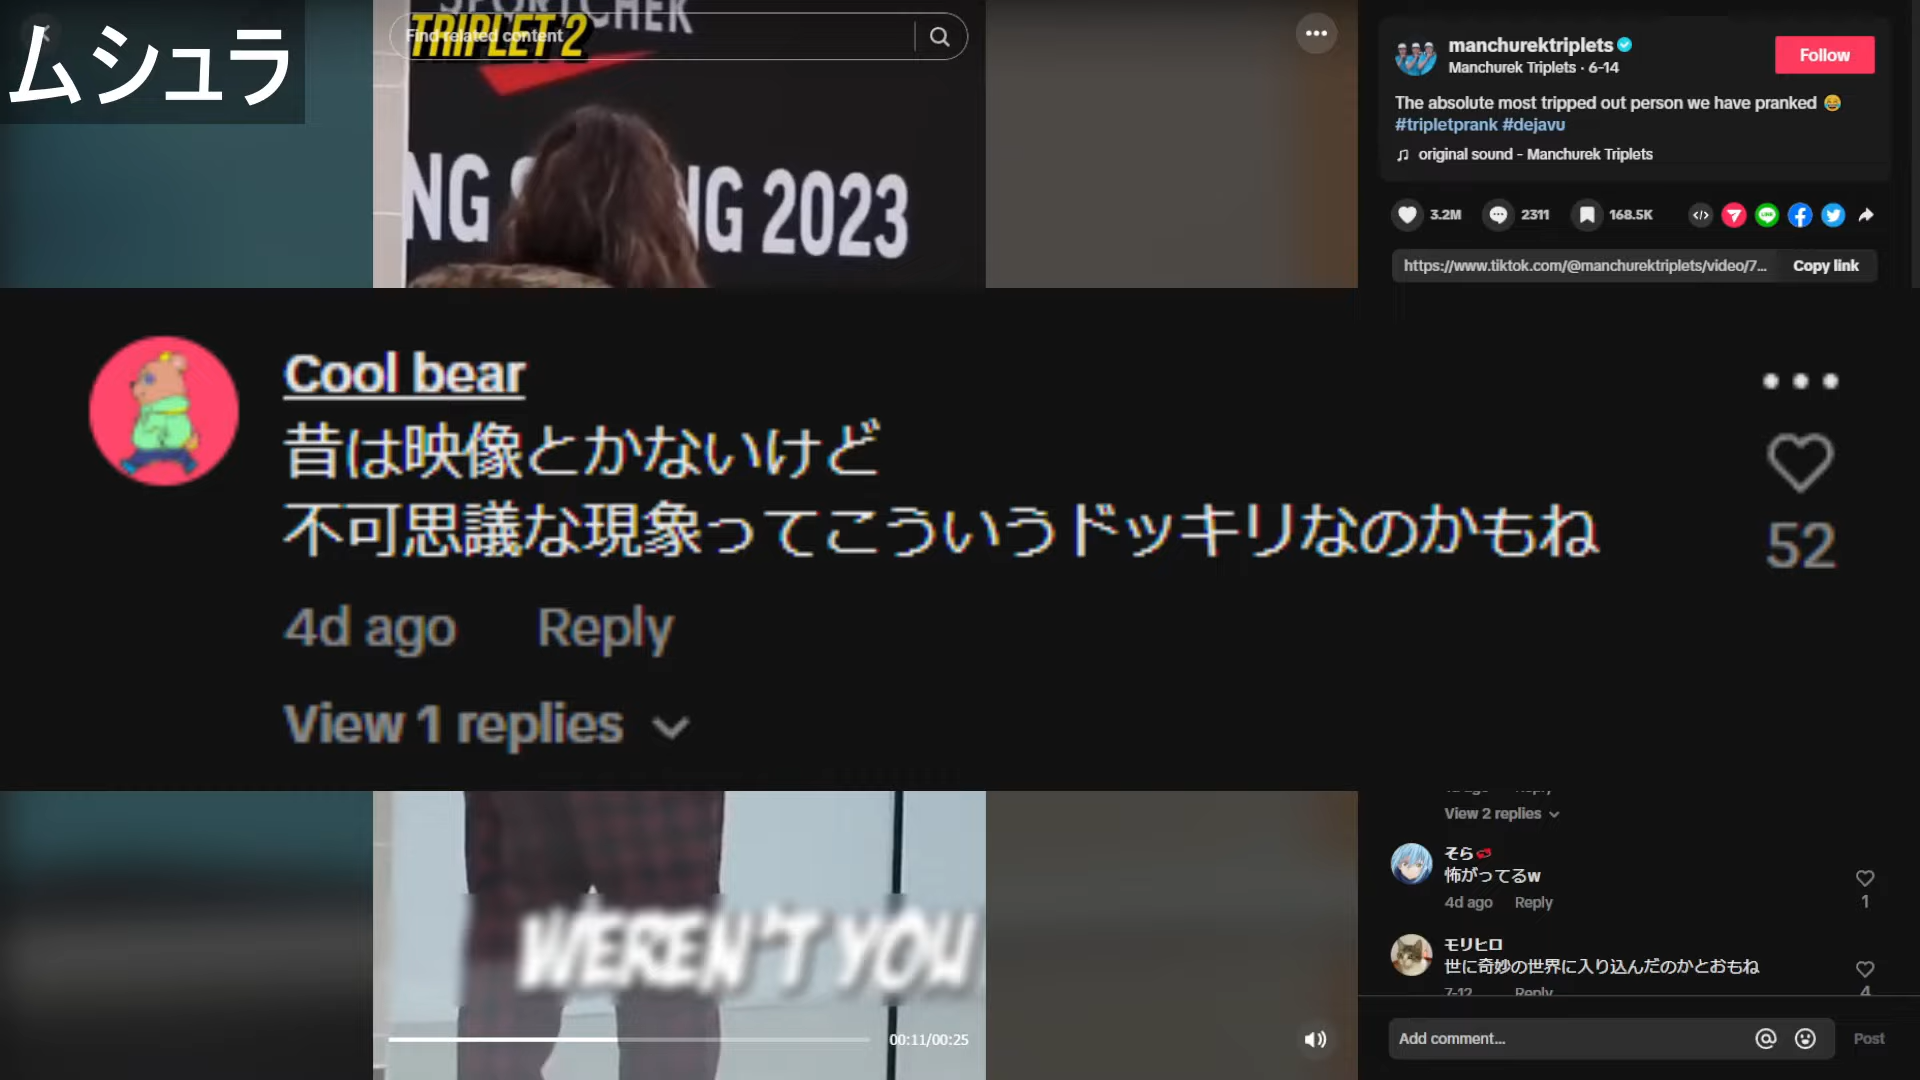 ムシュラ
SPORTCHEK
TRIPLET 2
Find related content
NG 2023
manchurektriplets
Manchurek Triplets · 6-14
Follow
The absolute most tripped out person we have pranked 😂
#tripletprank #dejavu
♫ original sound - Manchurek Triplets
3.2M 2311 168.5K
https://www.tiktok.com/@manchurektriplets/video/7... Copy link
Cool bear
昔は映像とかないけど
不可思議な現象ってこういうドッキリなのかもね
52
4d ago Reply
View 1 replies
View 2 replies
そら
怖がってるw
4d ago Reply
1
モリヒロ
世に奇妙の世界に入り込んだのかとおもね
7-12 Reply
4
WEREN'T YOU
00:11/00:25
Add comment...
Post